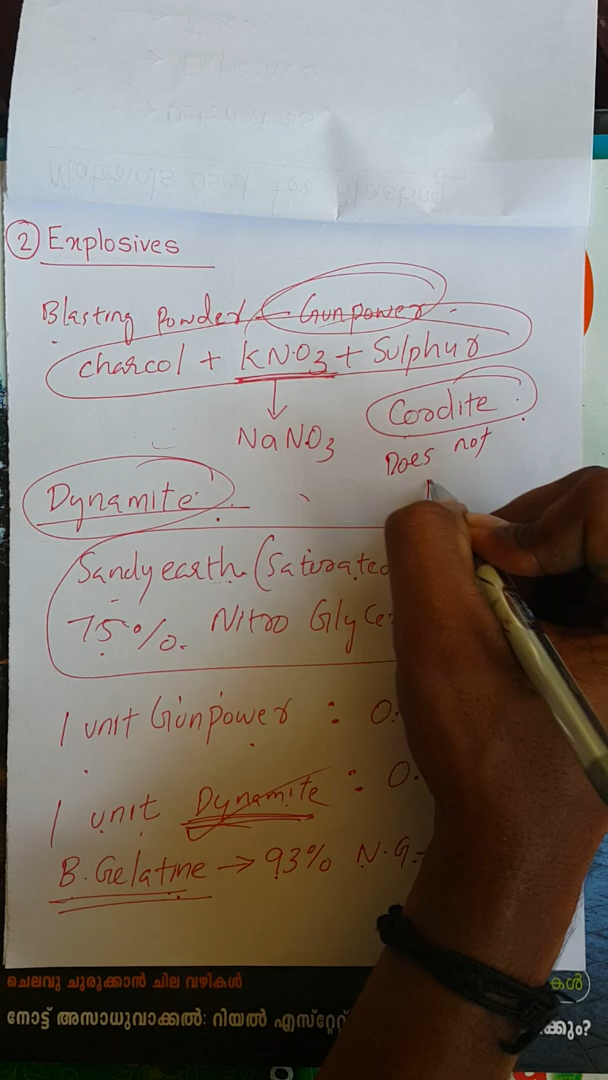 ② Explosives
Blasting Powder - Gunpower
charcol + KNO3 + Sulphur
NaNO3
Coodite
Does not
Dynamite
Sandy earth (Saturated
75%. Nitro Glyce
1 unit Gunpower : 0.
1 unit Dynamite : 0.
B. Gelatine → 93% N.G.
ചെലവു ചുരുക്കാൻ ചില വഴികൾ
നോട്ട് അസാധുവാക്കൽ: റിയൽ എസ്റ്റേറ്റ്